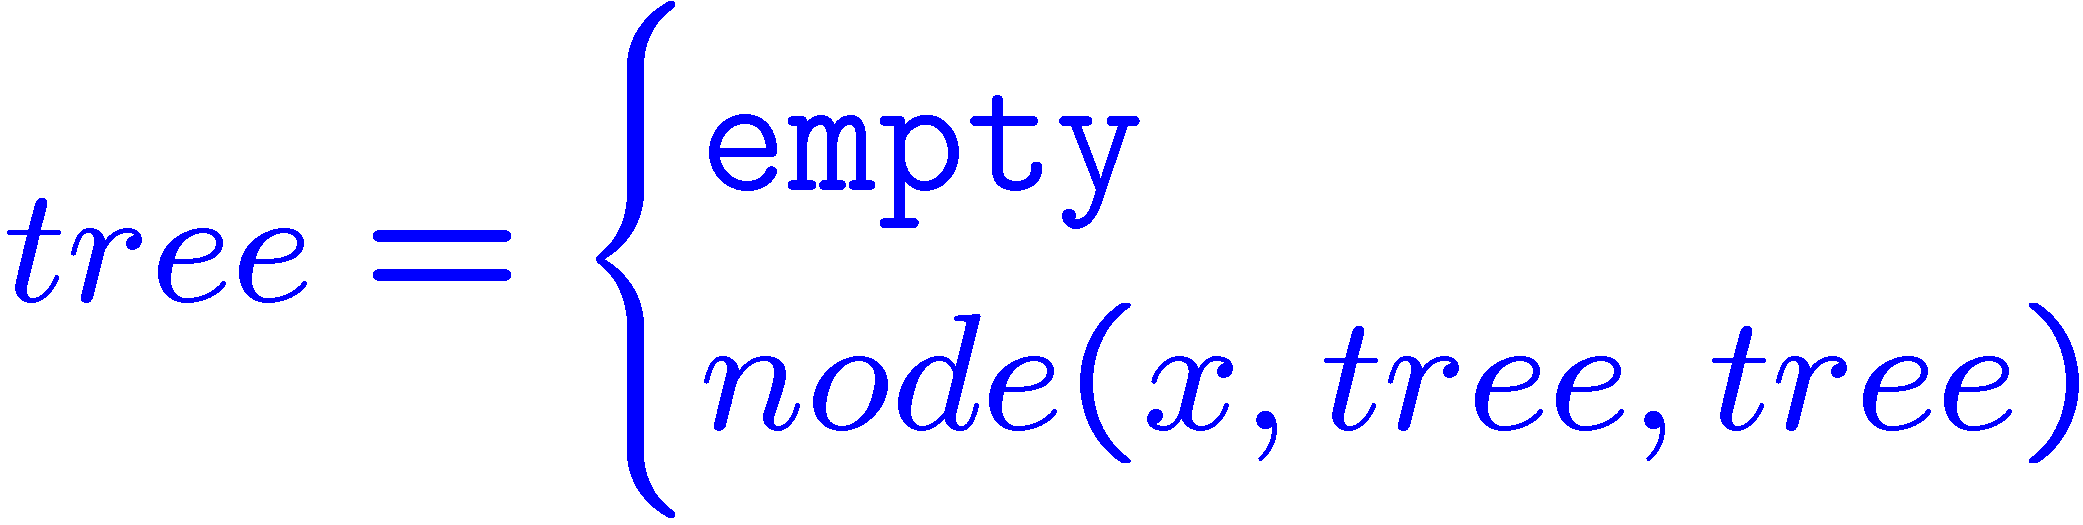 empty
tree =
node(x, tree, tree)